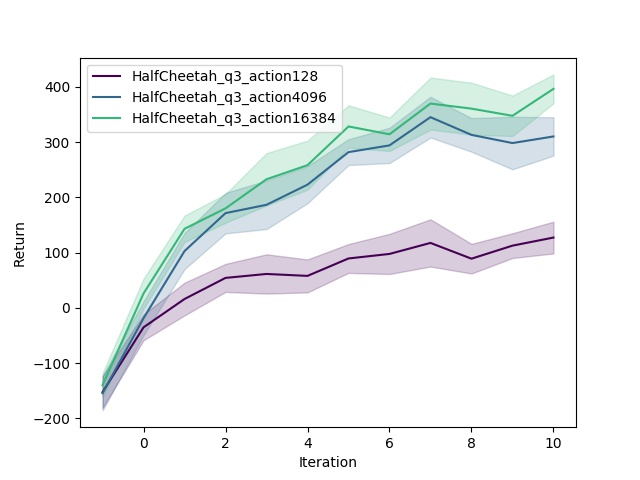 HalfCheetah_q3_action128
HalfCheetah_q3_action4096
HalfCheetah_q3_action16384
400
300
200
100
0
−100
−200
Return
0 2 4 6 8 10
Iteration